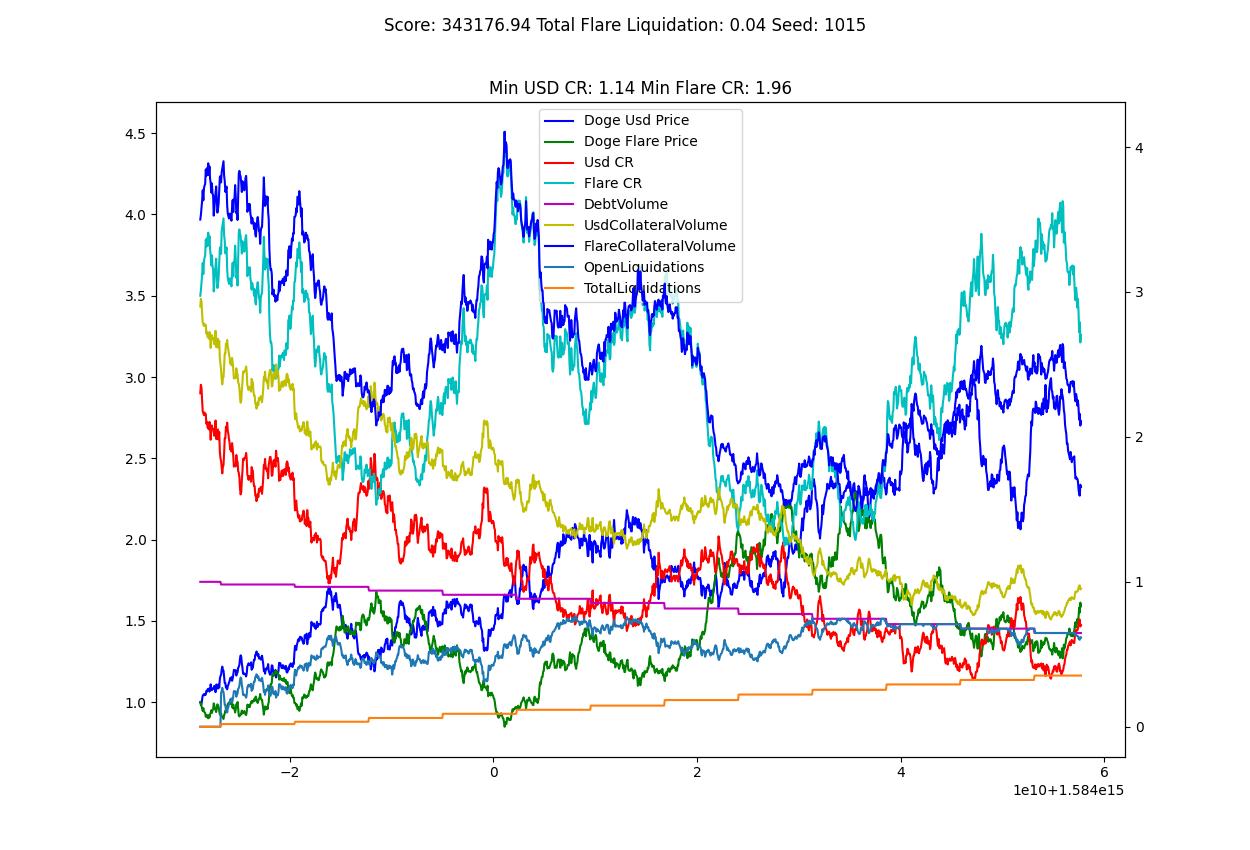 Score: 343176.94 Total Flare Liquidation: 0.04 Seed: 1015
Min USD CR: 1.14 Min Flare CR: 1.96
Doge Usd Price
Doge Flare Price
Usd CR
Flare CR
DebtVolume
UsdCollateralVolume
FlareCollateralVolume
OpenLiquidations
TotalLiquidations
4.5
4.0
3.5
3.0
2.5
2.0
1.5
1.0
4
3
2
1
0
−2 0 2 4 6
1e10+1.584e15